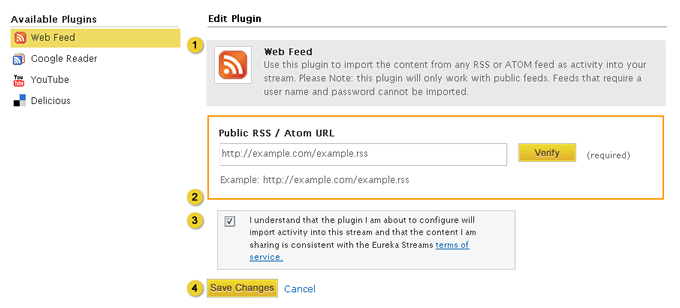 Available Plugins
Web Feed
Google Reader
You Tube
YouTube
Delicious
Edit Plugin
1
Web Feed
Use this plugin to import the content from any RSS or ATOM feed as activity into your
stream. Please Note: this plugin will only work with public feeds. Feeds that require a
user name and password cannot be imported.
Public RSS / Atom URL
http://example.com/example.rss
Verify
(required)
Example: http://example.com/example.rss
2
3
I understand that the plugin I am about to configure will
import activity into this stream and that the content I am
sharing is consistent with the Eureka Streams terms of
service.
4
Save Changes
Cancel